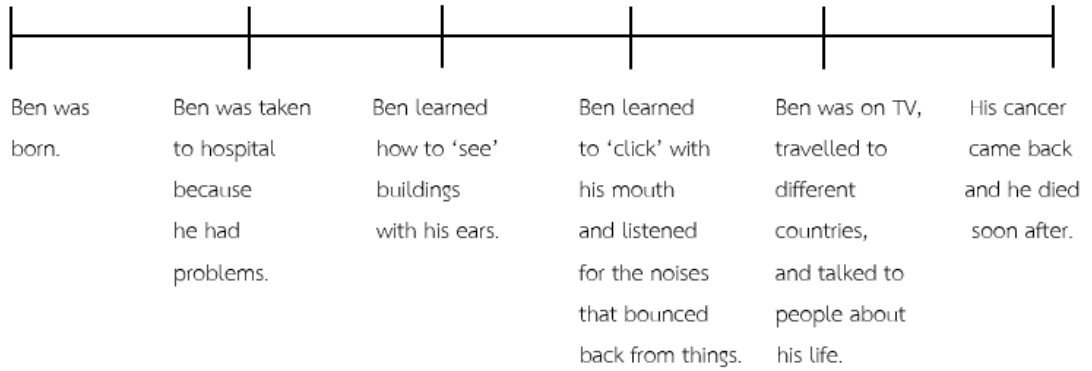 Ben was
born.
Ben was taken
to hospital
because
he had
problems.
Ben learned
how to ‘see’
buildings
with his ears.
Ben learned
to ‘click’ with
his mouth
and listened
for the noises
that bounced
back from things.
Ben was on TV,
travelled to
different
countries,
and talked to
people about
his life.
His cancer
came back
and he died
soon after.